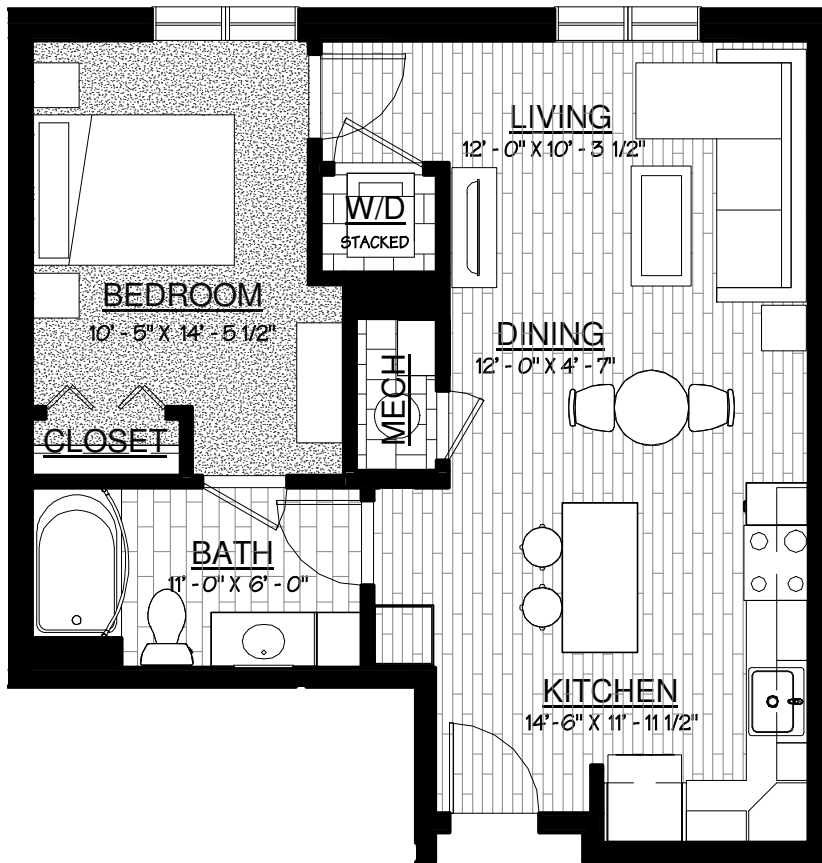 LIVING
12' - 0" X 10' - 3 1/2"
W/D
STACKED
BEDROOM
10' - 5" X 14' - 5 1/2"
DINING
12' - 0" X 4' - 7"
MECH
CLOSET
BATH
11' - 0" X 6' - 0"
KITCHEN
14'-6" X 11' - 11 1/2"